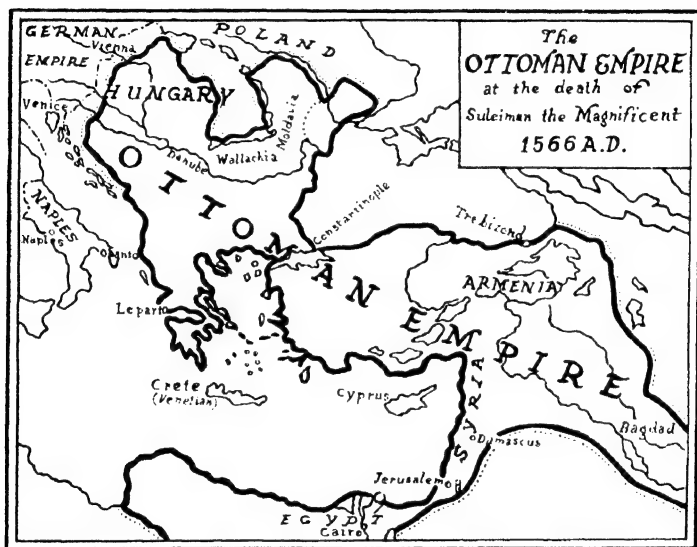 The
OTTOMAN EMPIRE
at the death of
Suleiman the Magnificent
1566 A.D.
GERMAN
EMPIRE
POLAND
Vienna
HUNGARY
Venice
Danube
Wallachia
Moldavia
OTTOMAN EMPIRE
NAPLES
Naples
Constantinople
Trebizond
ARMENIA
Lepanto
Crete
(Venetian)
Cyprus
SYRIA
Bagdad
Damascus
Jerusalem
EGYPT
Cairo